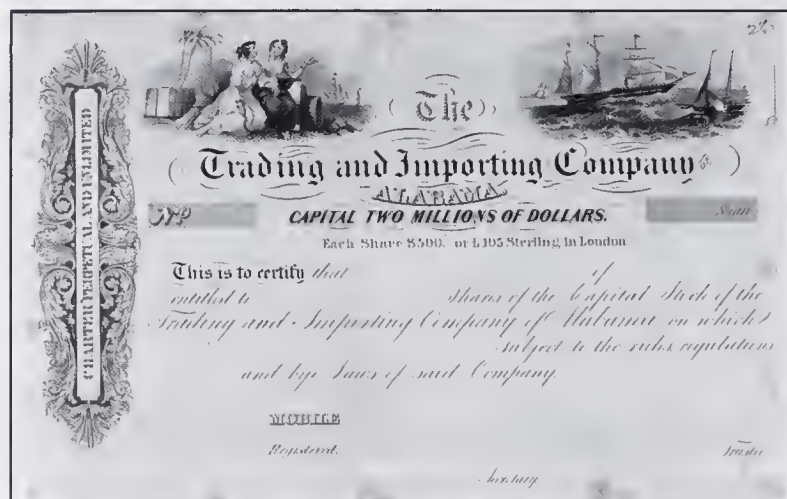 The
Trading and Importing Company of
ALABAMA
No
Shares
CAPITAL TWO MILLIONS OF DOLLARS.
Each Share $500. or £105 Sterling in London
This is to certify that of
entitled to Shares of the Capital Stock of the
Trading and Importing Company of Alabama on which
subject to the rules, regulations
and bye Laws of said Company.
MOBILE
Registered.
Trustee
Secretary
CHARTER PERPETUAL AND UNLIMITED